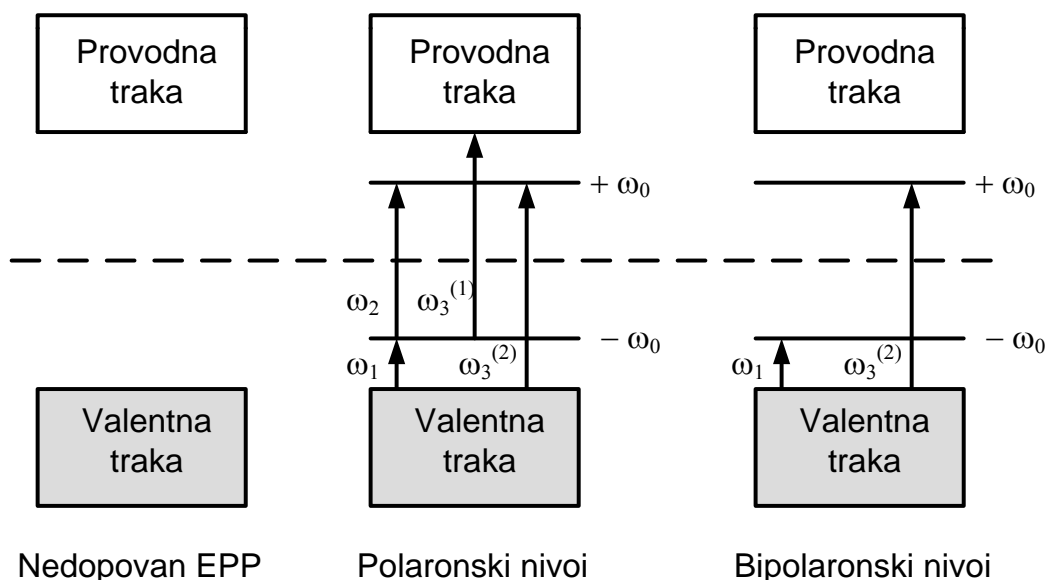 Provodna
traka
Provodna
traka
Provodna
traka
+ ω₀
+ ω₀
ω₂
ω₃⁽¹⁾
− ω₀
− ω₀
ω₁
ω₃⁽²⁾
ω₁
ω₃⁽²⁾
Valentna
traka
Valentna
traka
Valentna
traka
Nedopovan EPP
Polaronski nivoi
Bipolaronski nivoi